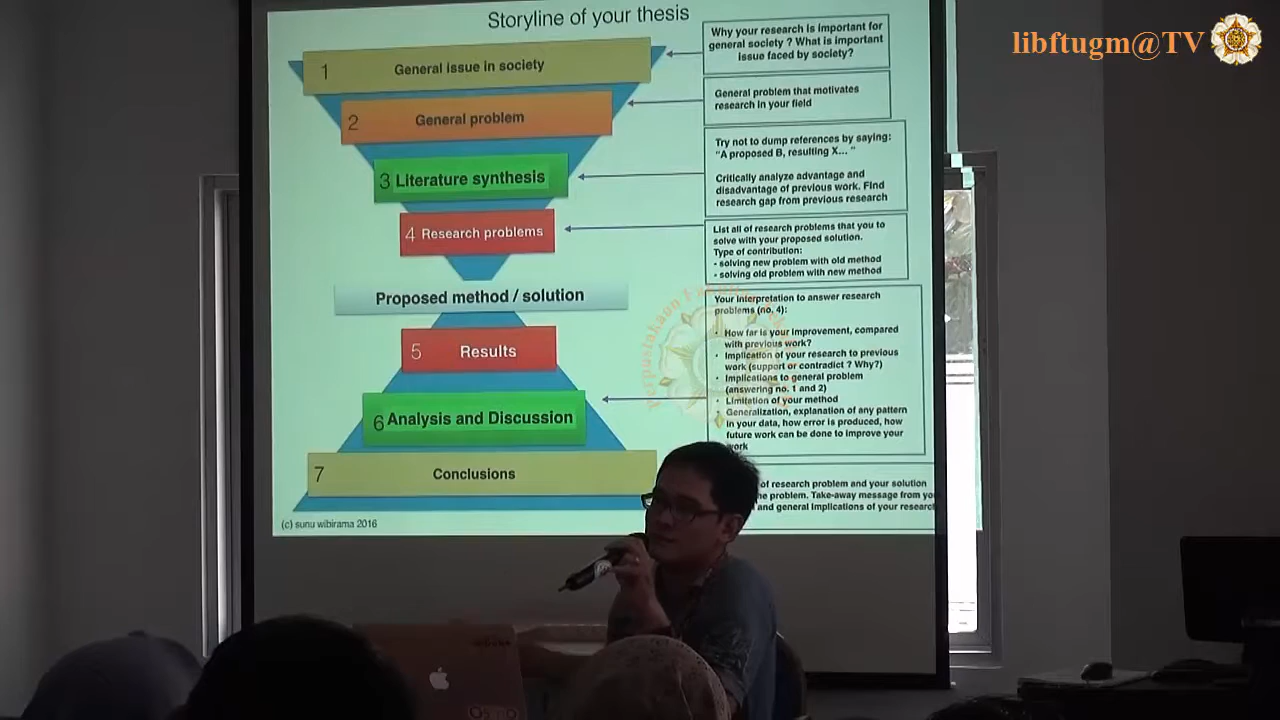 Storyline of your thesis
libftugm@TV
1 General issue in society
Why your research is important for
general society ? What is important
issue faced by society?
2 General problem
General problem that motivates
research in your field
3 Literature synthesis
Try not to dump references by saying:
"A proposed B, resulting X... "
Critically analyze advantage and
disadvantage of previous work. Find
research gap from previous research
4 Research problems
List all of research problems that you to
solve with your proposed solution.
Type of contribution:
- solving new problem with old method
- solving old problem with new method
Proposed method / solution
5 Results
Your interpretation to answer research
problems (no. 4):
• How far is your improvement, compared
with previous work?
• Implication of your research to previous
work (support or contradict ? Why?)
• Implications to general problem
(answering no. 1 and 2)
• Limitation of your method
• Generalization, explanation of any pattern
in your data, how error is produced, how
future work can be done to improve your
work
6 Analysis and Discussion
7 Conclusions
of research problem and your solution
problem. Take-away message from
and general implications of your research
(c) sunu wibirama 2016
Perpustakaan